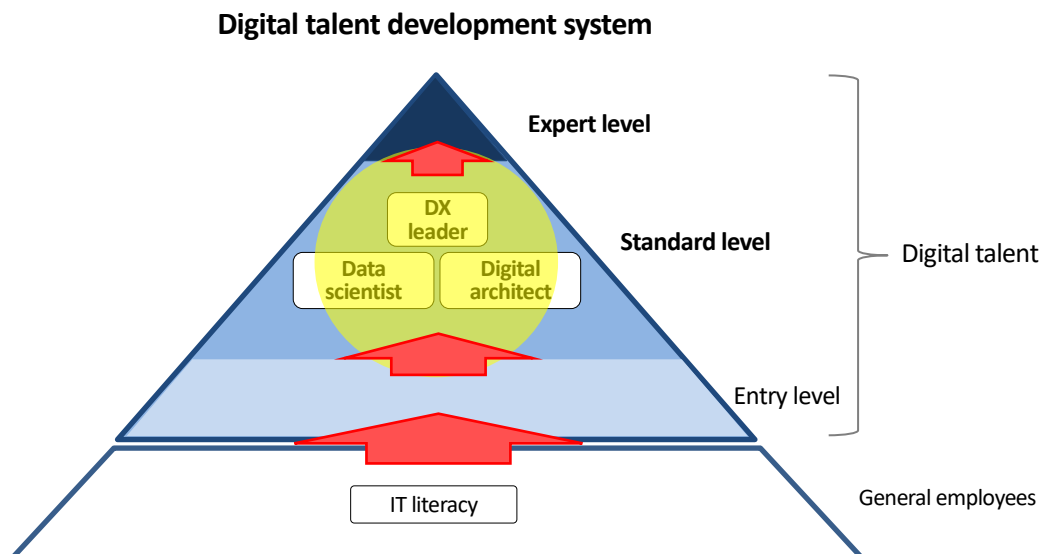 Digital talent development system
Expert level
DX
leader
Standard level
Digital talent
Data
scientist
Digital
architect
Entry level
IT literacy
General employees